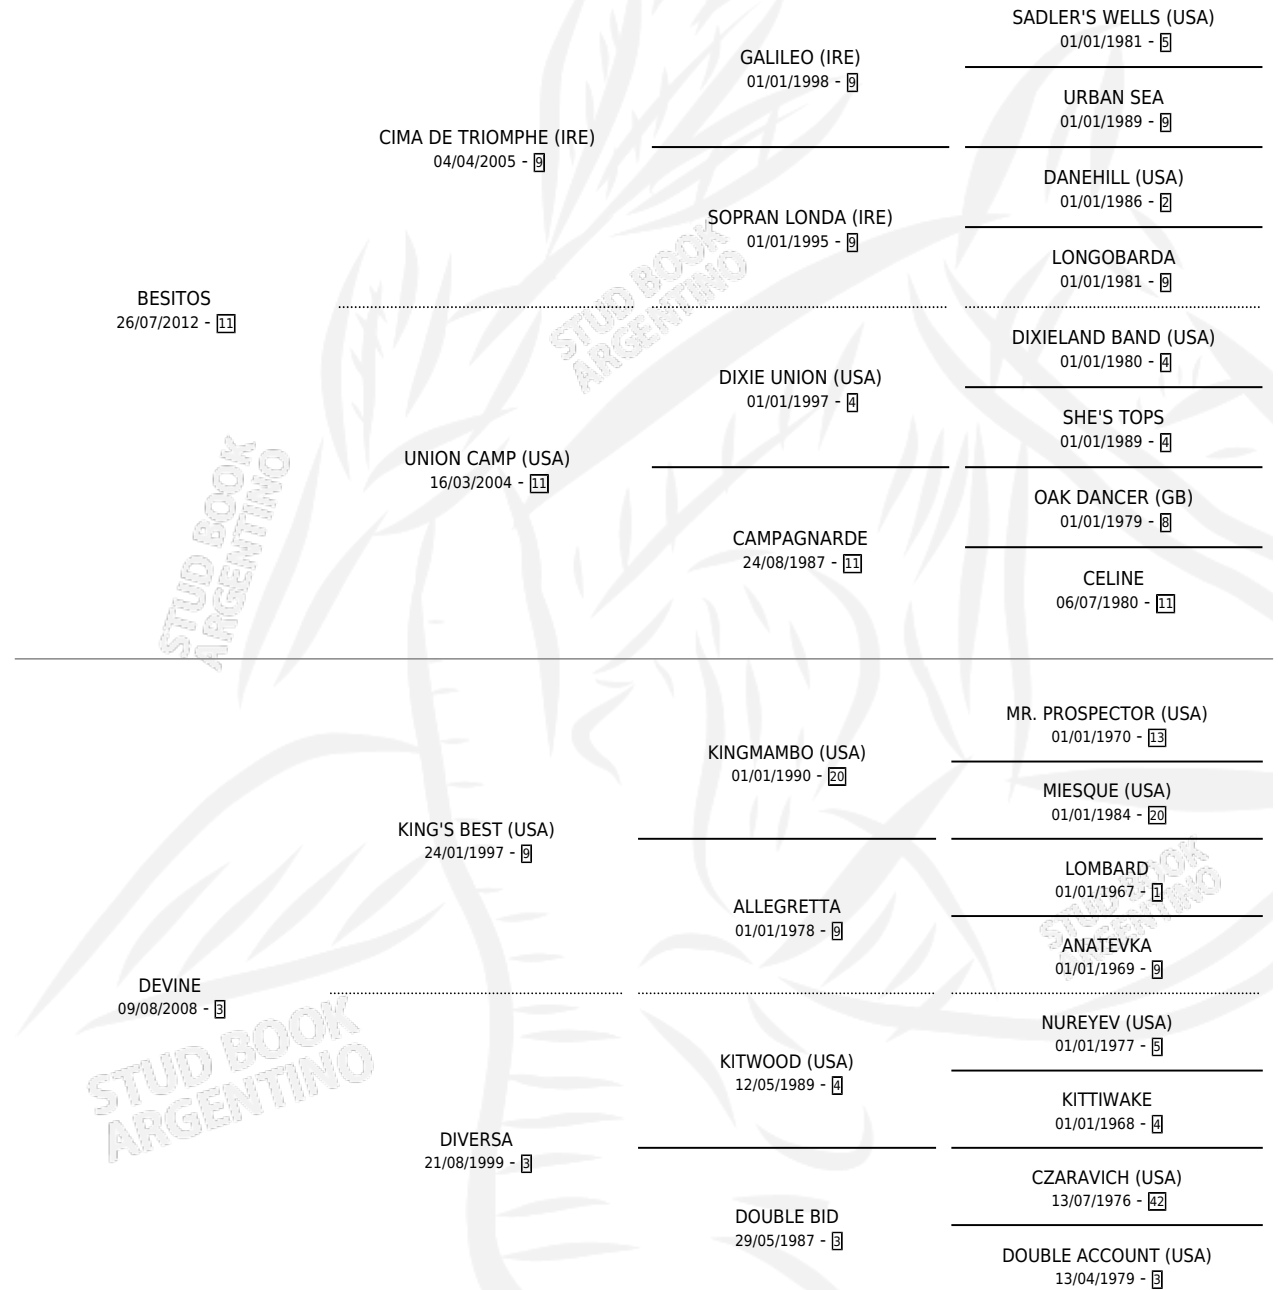 SADLER'S WELLS (USA)
01/01/1981 - 5
GALILEO (IRE)
01/01/1998 - 9
URBAN SEA
01/01/1989 - 9
CIMA DE TRIOMPHE (IRE)
04/04/2005 - 9
DANEHILL (USA)
01/01/1986 - 2
SOPRAN LONDA (IRE)
01/01/1995 - 9
LONGOBARDA
01/01/1981 - 9
BESITOS
26/07/2012 - 11
DIXIELAND BAND (USA)
01/01/1980 - 4
DIXIE UNION (USA)
01/01/1997 - 4
SHE'S TOPS
01/01/1989 - 4
UNION CAMP (USA)
16/03/2004 - 11
OAK DANCER (GB)
01/01/1979 - 8
CAMPAGNARDE
24/08/1987 - 11
CELINE
06/07/1980 - 11
STUD BOOK
ARGENTINO
STUD BOOK
ARGENTINO
MR. PROSPECTOR (USA)
01/01/1970 - 13
KINGMAMBO (USA)
01/01/1990 - 20
MIESQUE (USA)
01/01/1984 - 20
KING'S BEST (USA)
24/01/1997 - 9
LOMBARD
01/01/1967 - 1
ALLEGRETTA
01/01/1978 - 9
ANATEVKA
01/01/1969 - 9
DEVINE
09/08/2008 - 3
NUREYEV (USA)
01/01/1977 - 5
KITWOOD (USA)
12/05/1989 - 4
KITTIWAKE
01/01/1968 - 4
DIVERSA
21/08/1999 - 3
CZARAVICH (USA)
13/07/1976 - 42
DOUBLE BID
29/05/1987 - 3
DOUBLE ACCOUNT (USA)
13/04/1979 - 3
STUD BOOK
ARGENTINO
STUD BOOK
ARGENTINO